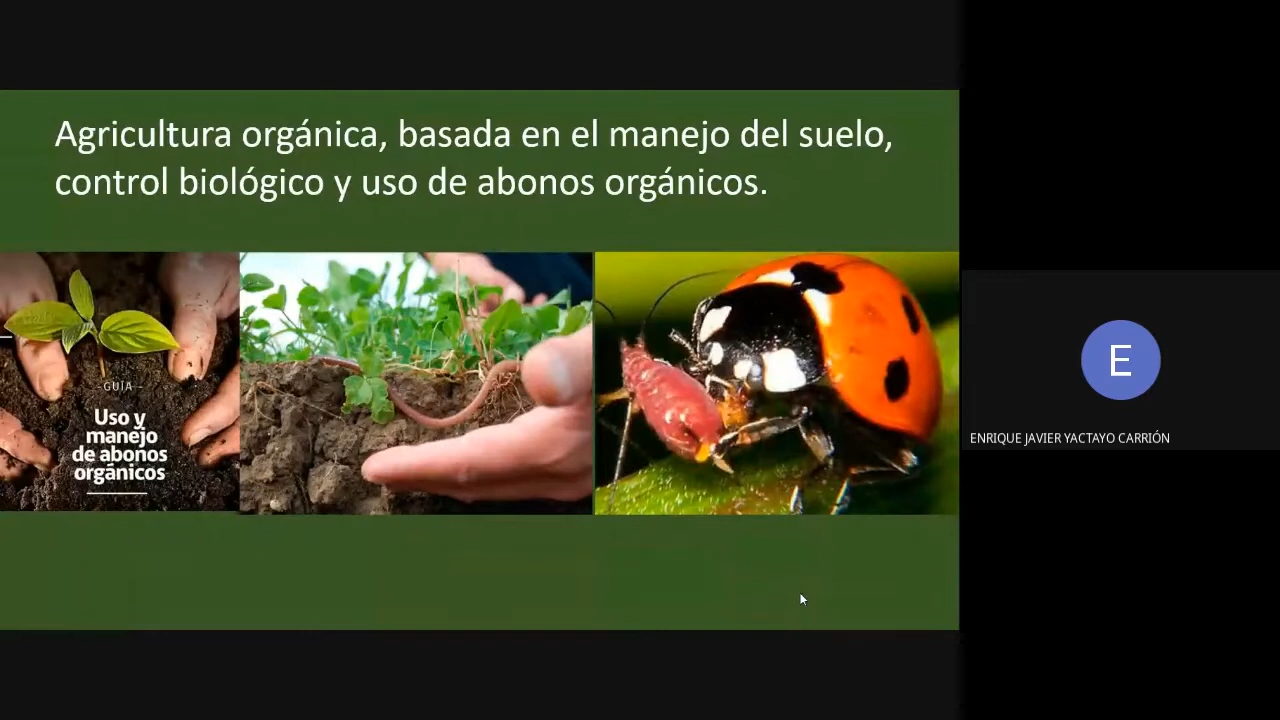 Agricultura orgánica, basada en el manejo del suelo,
control biológico y uso de abonos orgánicos.
- GUÍA -
Uso y
manejo
de abonos
orgánicos
E
ENRIQUE JAVIER YACTAYO CARRIÓN